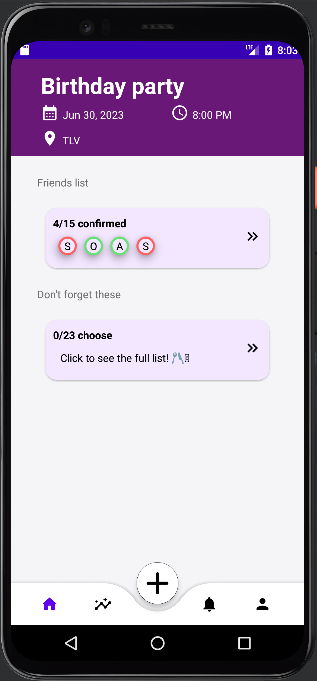 LTE 8:03
Birthday party
Jun 30, 2023 8:00 PM
TLV
Friends list
4/15 confirmed
S O A S
Don't forget these
0/23 choose
Click to see the full list!